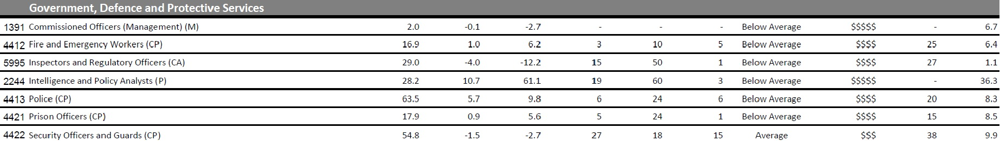 Government, Defence and Protective Services
1391 Commissioned Officers (Management) (M) 2.0 -0.1 -2.7 - - - Below Average $$$$$ - 6.7
4412 Fire and Emergency Workers (CP) 16.9 1.0 6.2 3 10 5 Below Average $$$$ 25 6.4
5995 Inspectors and Regulatory Officers (CA) 29.0 -4.0 -12.2 15 50 1 Below Average $$$$ 27 1.1
2244 Intelligence and Policy Analysts (P) 28.2 10.7 61.1 19 60 3 Below Average $$$$$ - 36.3
4413 Police (CP) 63.5 5.7 9.8 6 24 6 Below Average $$$$ 20 8.3
4421 Prison Officers (CP) 17.9 0.9 5.6 5 24 1 Below Average $$$$ 15 8.5
4422 Security Officers and Guards (CP) 54.8 -1.5 -2.7 27 18 15 Average $$$ 38 9.9